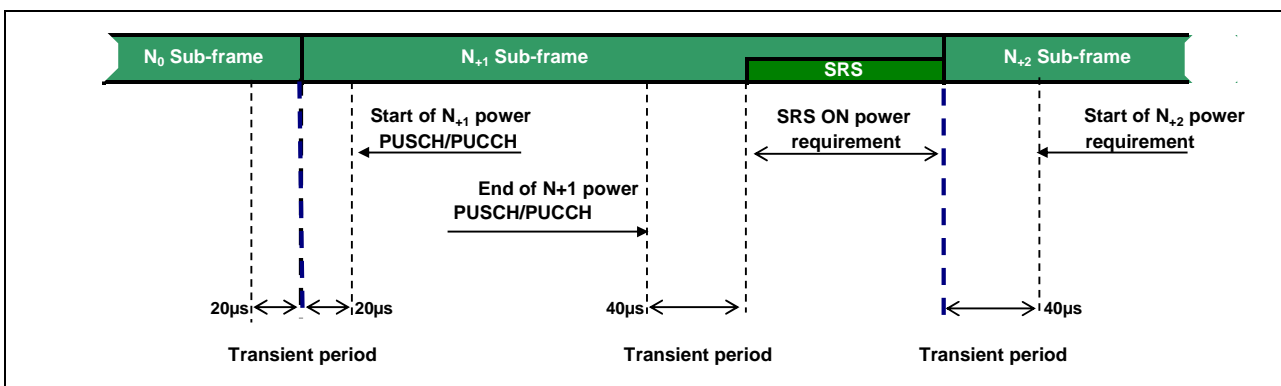 N₀ Sub-frame
N₊₁ Sub-frame
N₊₂ Sub-frame
SRS
Start of N₊₁ power
PUSCH/PUCCH
SRS ON power
requirement
Start of N₊₂ power
requirement
End of N+1 power
PUSCH/PUCCH
20µs
20µs
40µs
40µs
Transient period
Transient period
Transient period